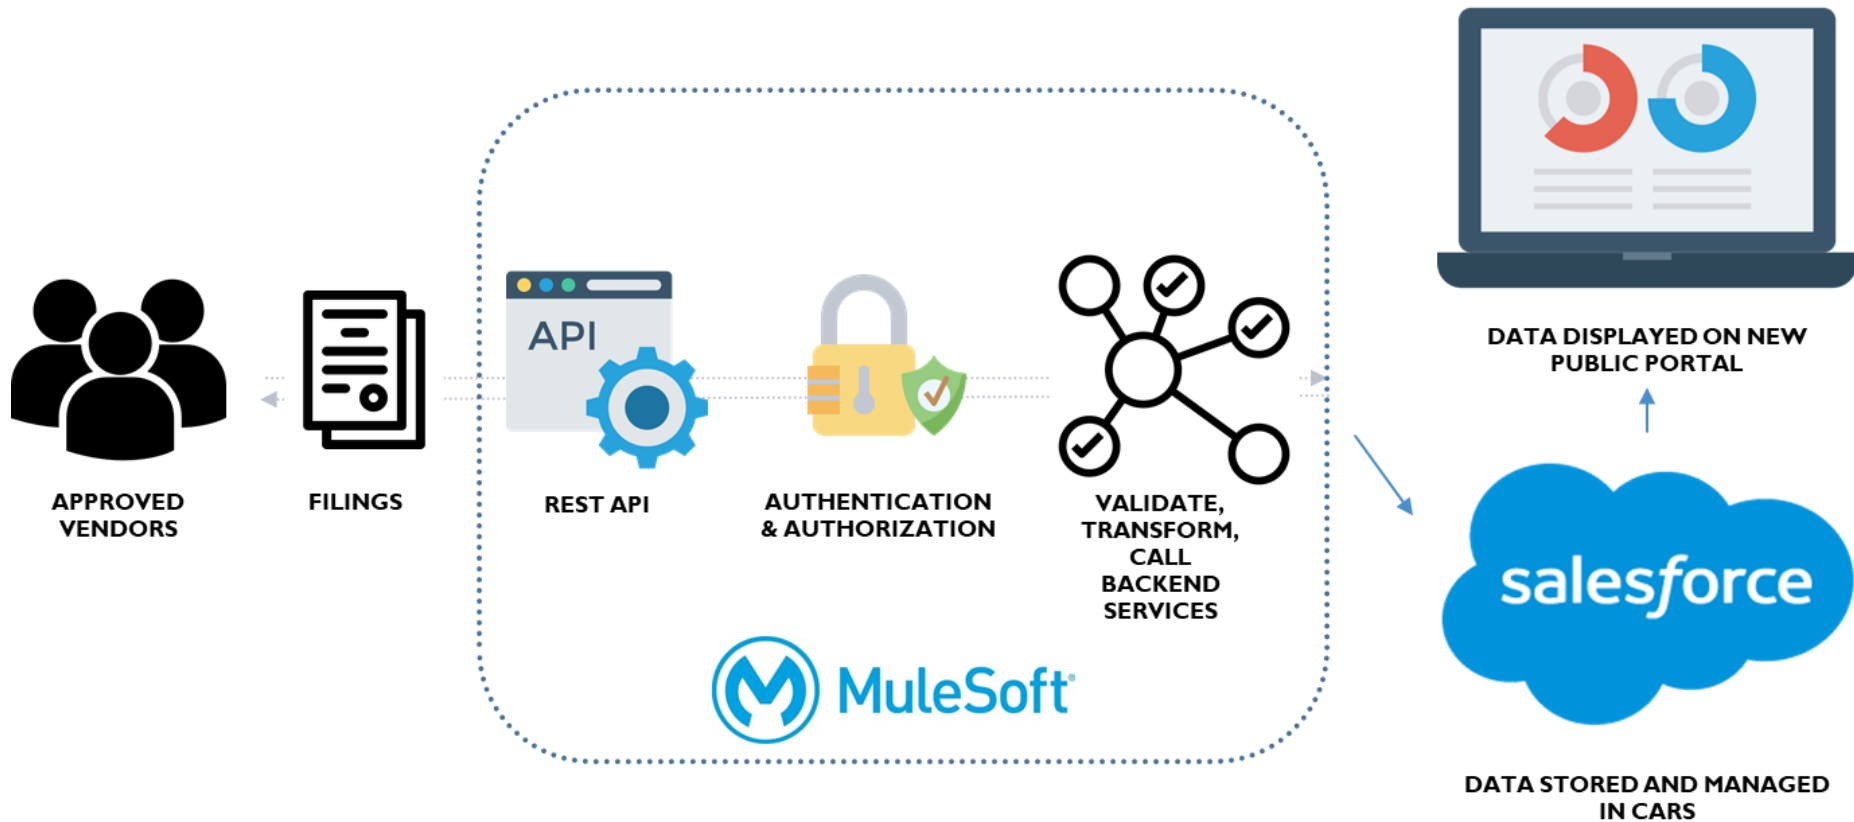 APPROVED
VENDORS
FILINGS
API
REST API
AUTHENTICATION
& AUTHORIZATION
VALIDATE,
TRANSFORM,
CALL
BACKEND
SERVICES
MuleSoft
DATA DISPLAYED ON NEW
PUBLIC PORTAL
salesforce
DATA STORED AND MANAGED
IN CARS